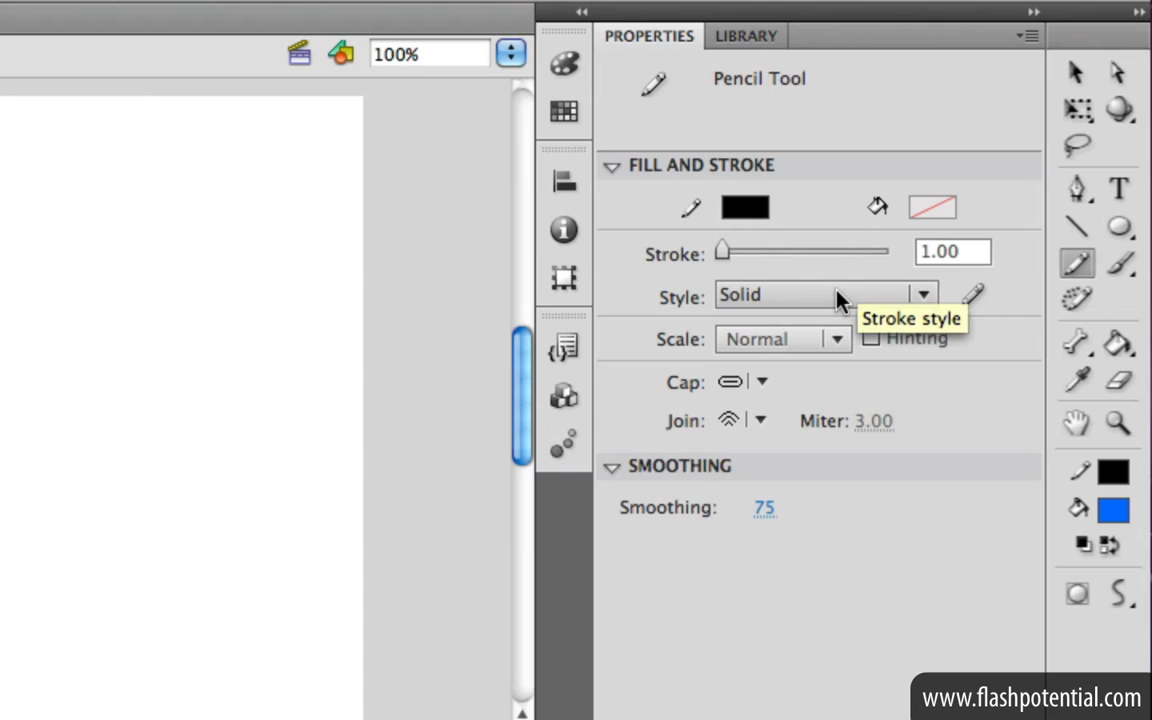 PROPERTIES LIBRARY
100%
Pencil Tool
FILL AND STROKE
Stroke: 1.00
Style: Solid
Stroke style
Scale: Normal Hinting
Cap:
Join: Miter: 3.00
SMOOTHING
Smoothing: 75
www.flashpotential.com